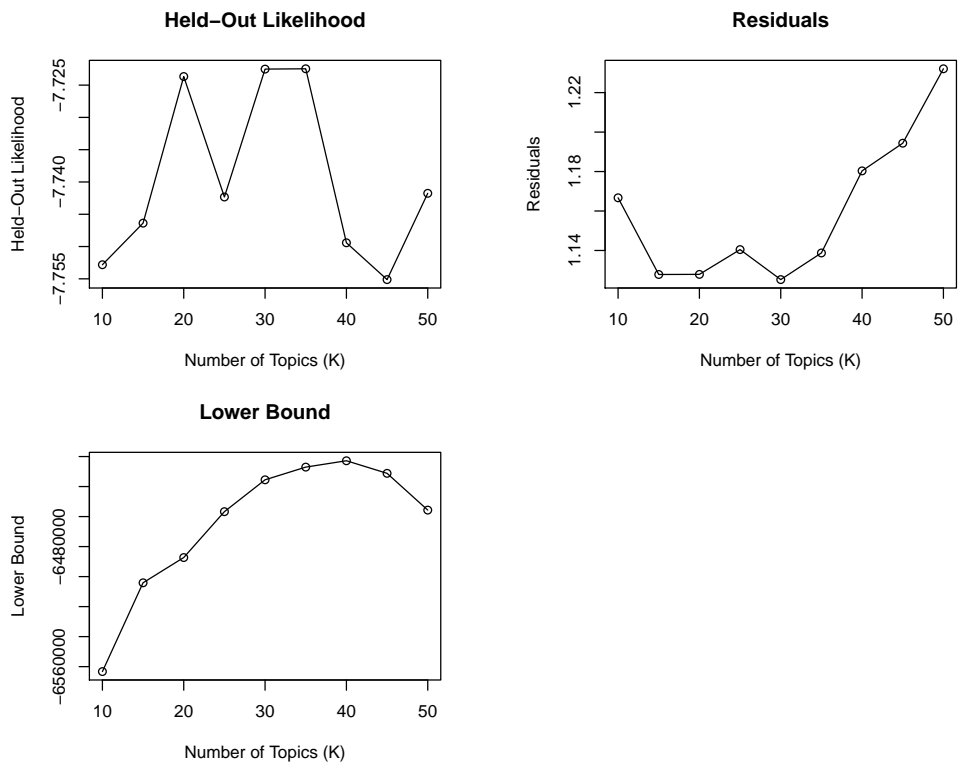 Held−Out Likelihood
Held−Out Likelihood
−7.725
−7.740
−7.755
10 20 30 40 50
Number of Topics (K)
Residuals
Residuals
1.22
1.18
1.14
10 20 30 40 50
Number of Topics (K)
Lower Bound
Lower Bound
−6480000
−6560000
10 20 30 40 50
Number of Topics (K)